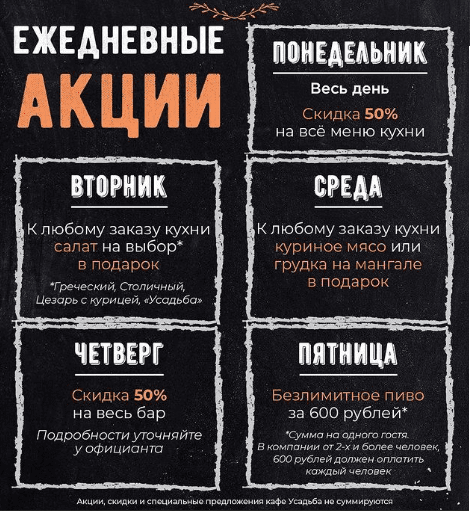 ЕЖЕДНЕВНЫЕ
АКЦИИ
ПОНЕДЕЛЬНИК
Весь день
Скидка 50%
на всё меню кухни
ВТОРНИК
К любому заказу кухни
салат на выбор*
в подарок
*Греческий, Столичный,
Цезарь с курицей, «Усадьба»
СРЕДА
К любому заказу кухни
куриное мясо или
грудка на мангале
в подарок
ЧЕТВЕРГ
Скидка 50%
на весь бар
Подробности уточняйте
у официанта
ПЯТНИЦА
Безлимитное пиво
за 600 рублей*
*Сумма на одного гостя.
В компании от 2-х и более человек,
600 рублей должен оплатить
каждый человек
Акции, скидки и специальные предложения кафе Усадьба не суммируются